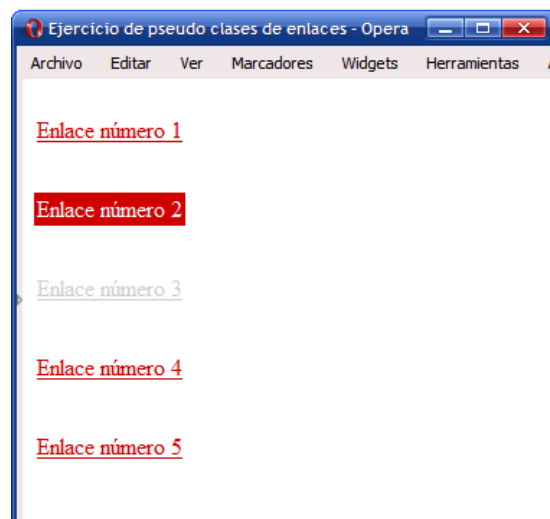 Ejercicio de pseudo clases de enlaces - Opera
Archivo Editar Ver Marcadores Widgets Herramientas
Enlace número 1
Enlace número 2
Enlace número 3
Enlace número 4
Enlace número 5